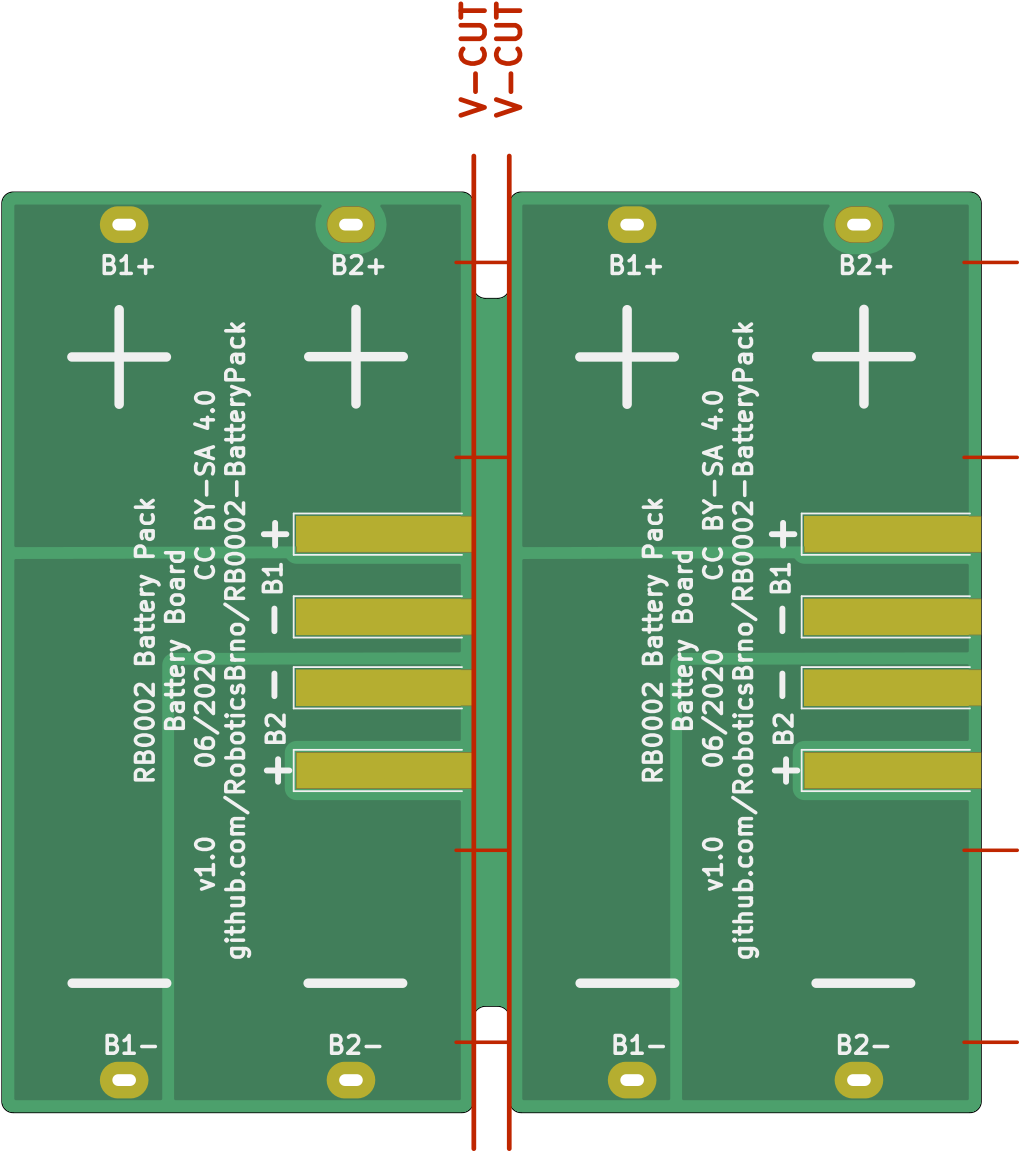 V-CUT
V-CUT
B1+
B2+
+
+
RB0002 Battery Pack
Battery Board
v1.0 06/2020 CC BY-SA 4.0
github.com/RoboticsBrno/RB0002-BatteryPack
+
B1
-
-
B2
+
-
-
B1-
B2-
B1+
B2+
+
+
RB0002 Battery Pack
Battery Board
v1.0 06/2020 CC BY-SA 4.0
github.com/RoboticsBrno/RB0002-BatteryPack
+
B1
-
-
B2
+
-
-
B1-
B2-